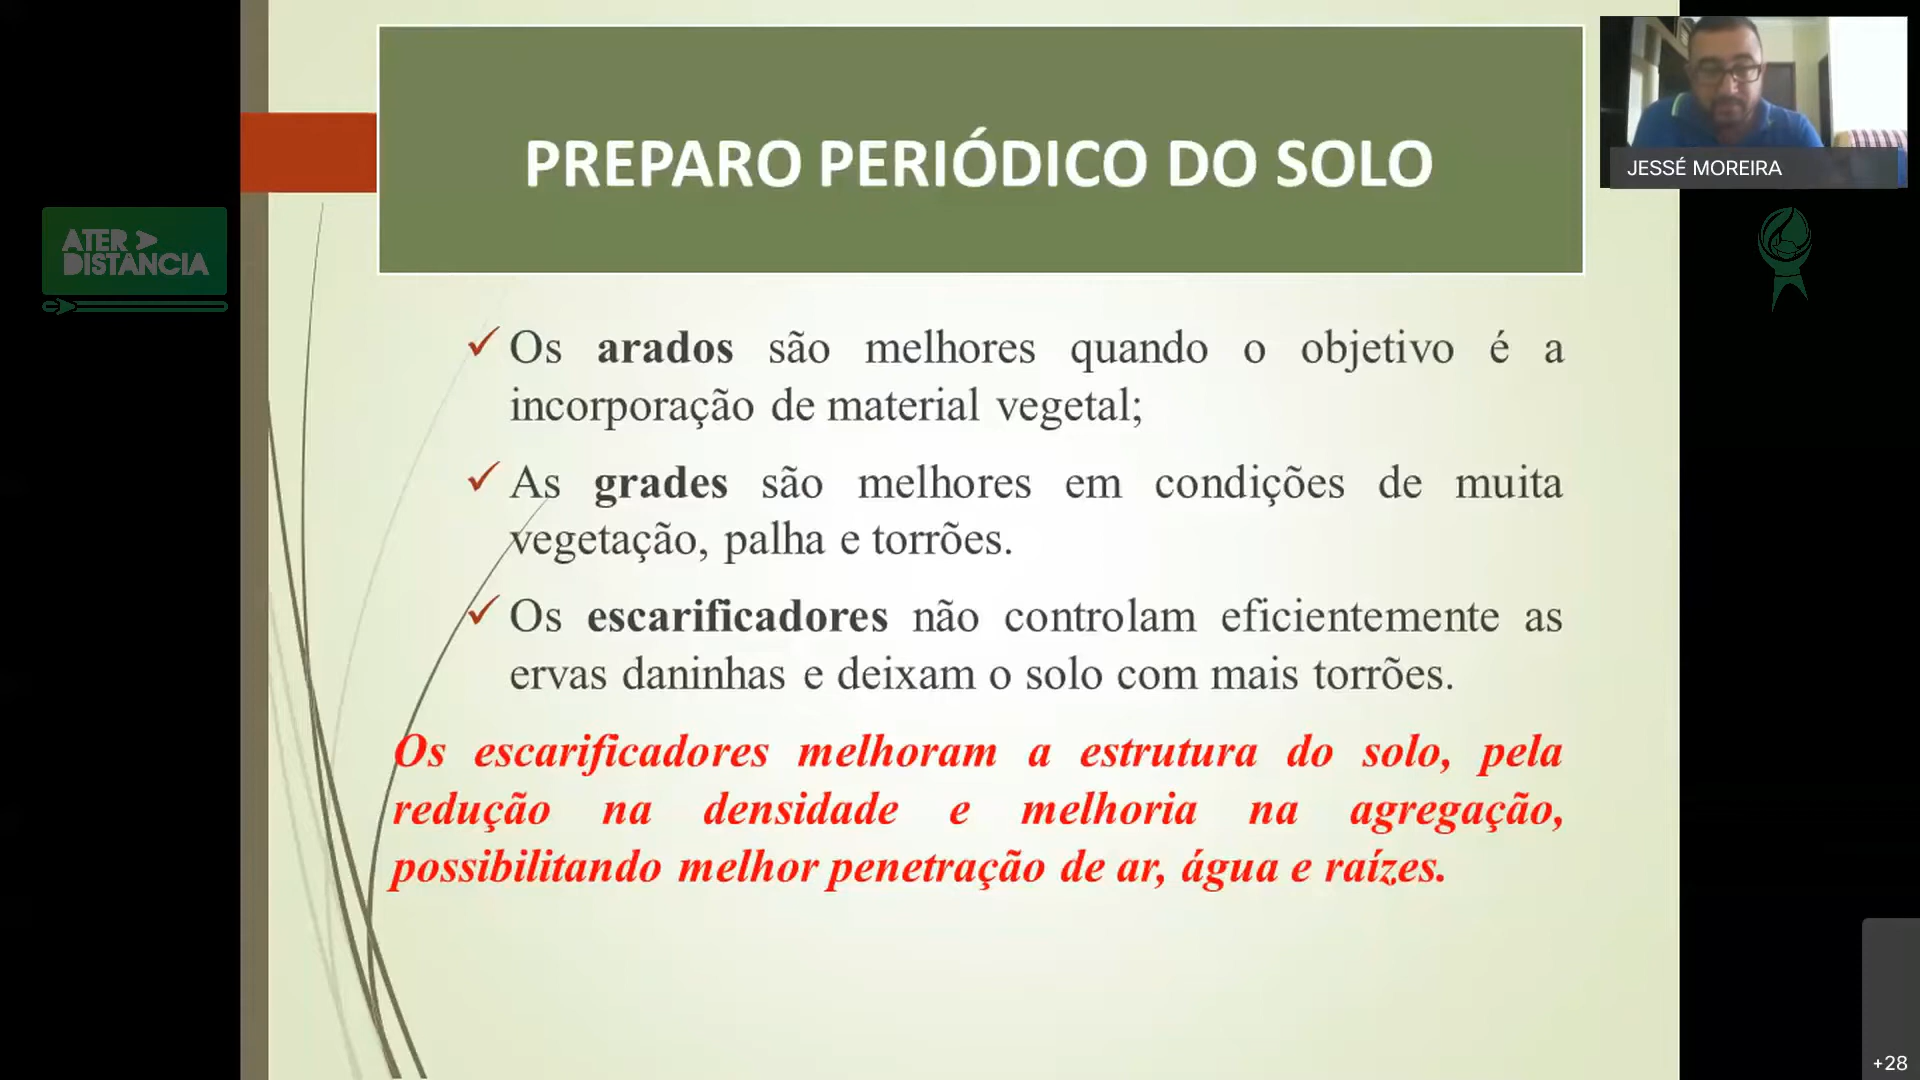 PREPARO PERIÓDICO DO SOLO
JESSÉ MOREIRA
ATER
DISTANCIA
Os arados são melhores quando o objetivo é a
incorporação de material vegetal;
As grades são melhores em condições de muita
vegetação, palha e torrões.
Os escarificadores não controlam eficientemente as
ervas daninhas e deixam o solo com mais torrões.
Os escarificadores melhoram a estrutura do solo, pela
redução na densidade e melhoria na agregação,
possibilitando melhor penetração de ar, água e raízes.
+28